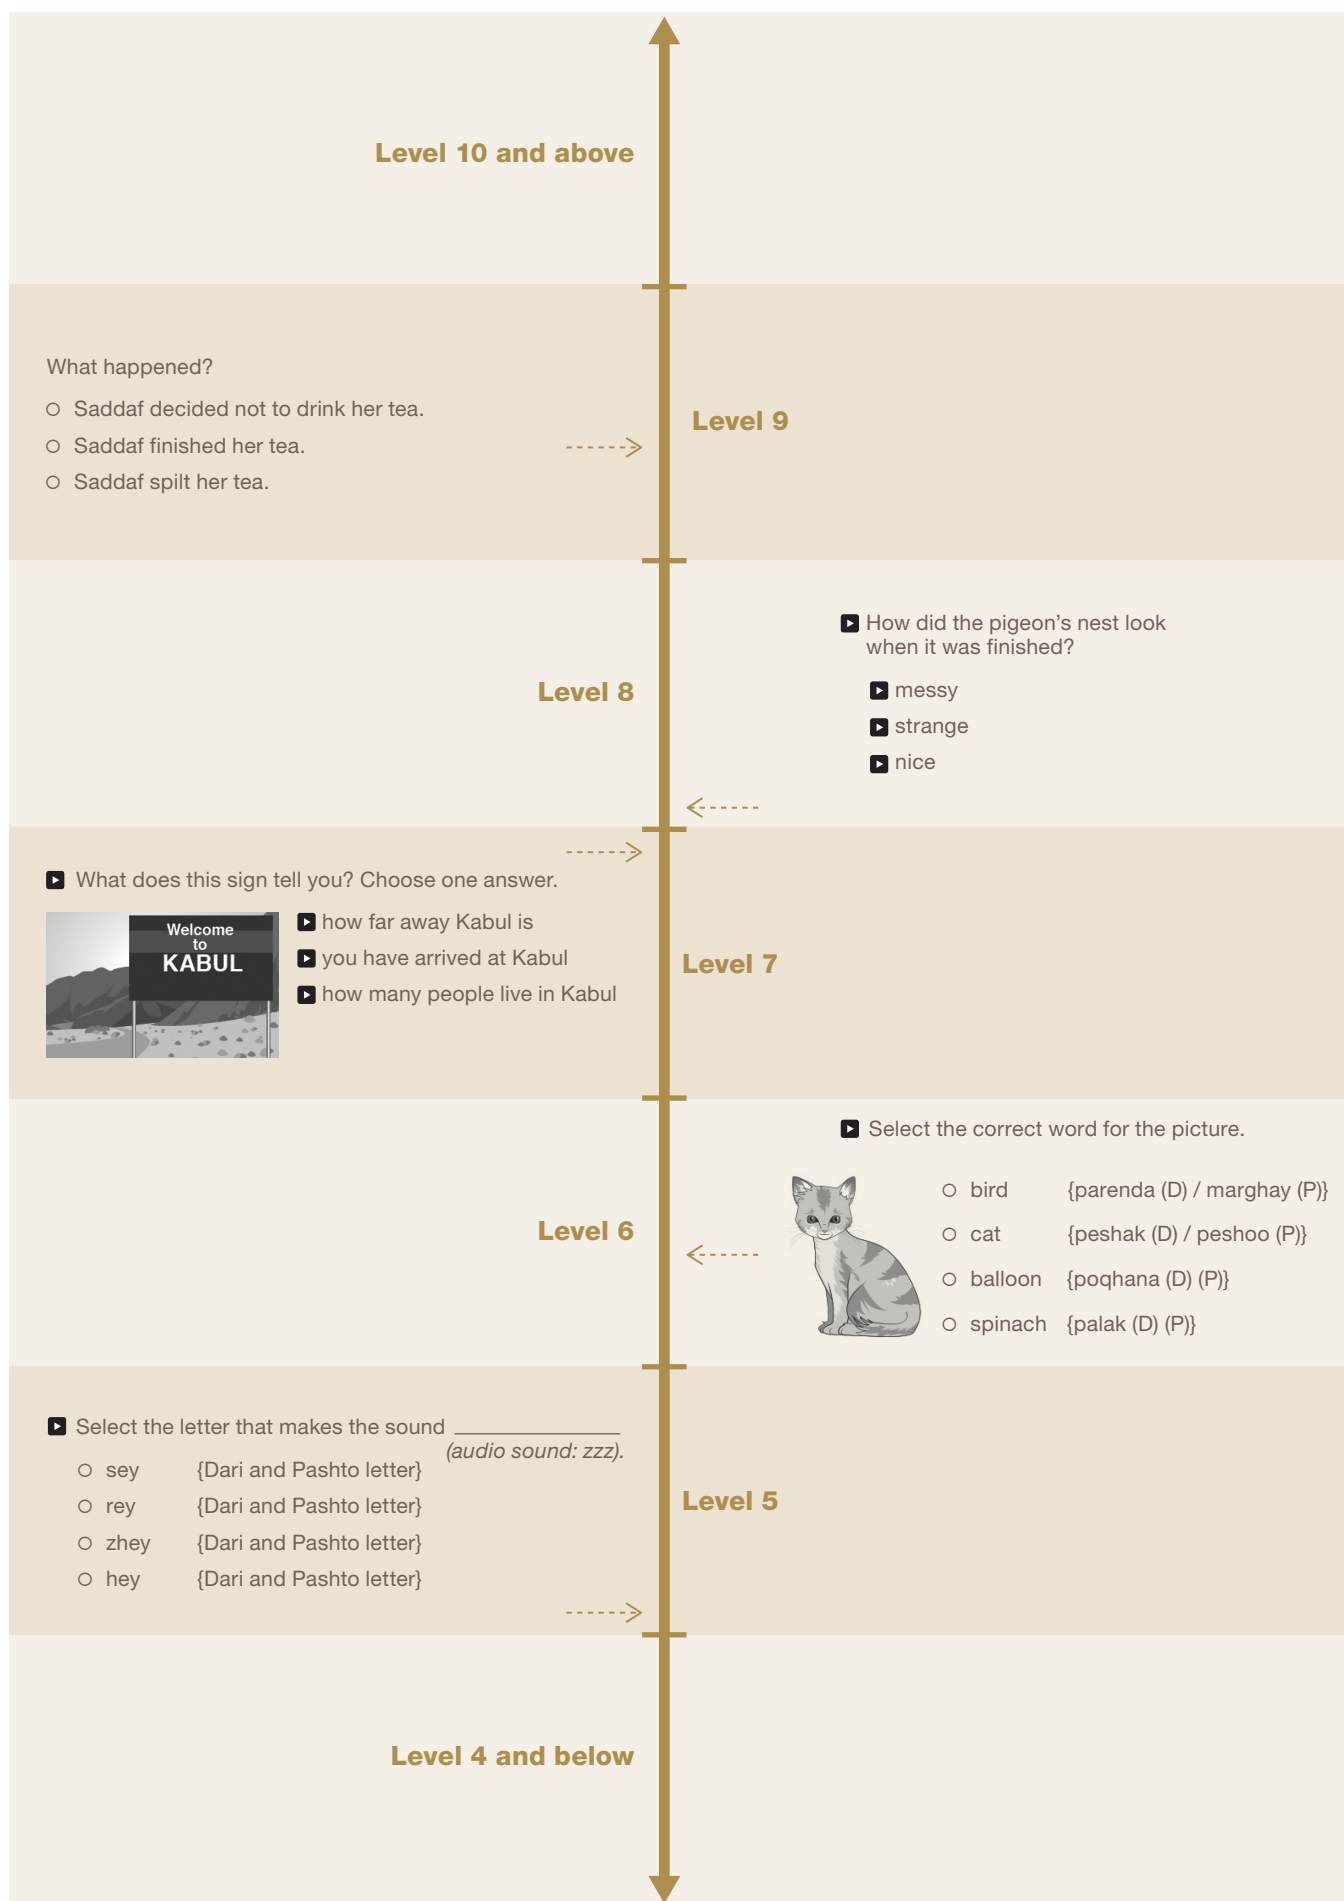 Level 10 and above
What happened?
Saddaf decided not to drink her tea.
Saddaf finished her tea.
Saddaf spilt her tea.
Level 9
Level 8
How did the pigeon’s nest look
when it was finished?
messy
strange
nice
What does this sign tell you? Choose one answer.
Welcome
to
KABUL
how far away Kabul is
you have arrived at Kabul
how many people live in Kabul
Level 7
Level 6
Select the correct word for the picture.
bird {parenda (D) / marghay (P)}
cat {peshak (D) / peshoo (P)}
balloon {poqhana (D) (P)}
spinach {palak (D) (P)}
Select the letter that makes the sound ______________
(audio sound: zzz).
sey {Dari and Pashto letter}
rey {Dari and Pashto letter}
zhey {Dari and Pashto letter}
hey {Dari and Pashto letter}
Level 5
Level 4 and below